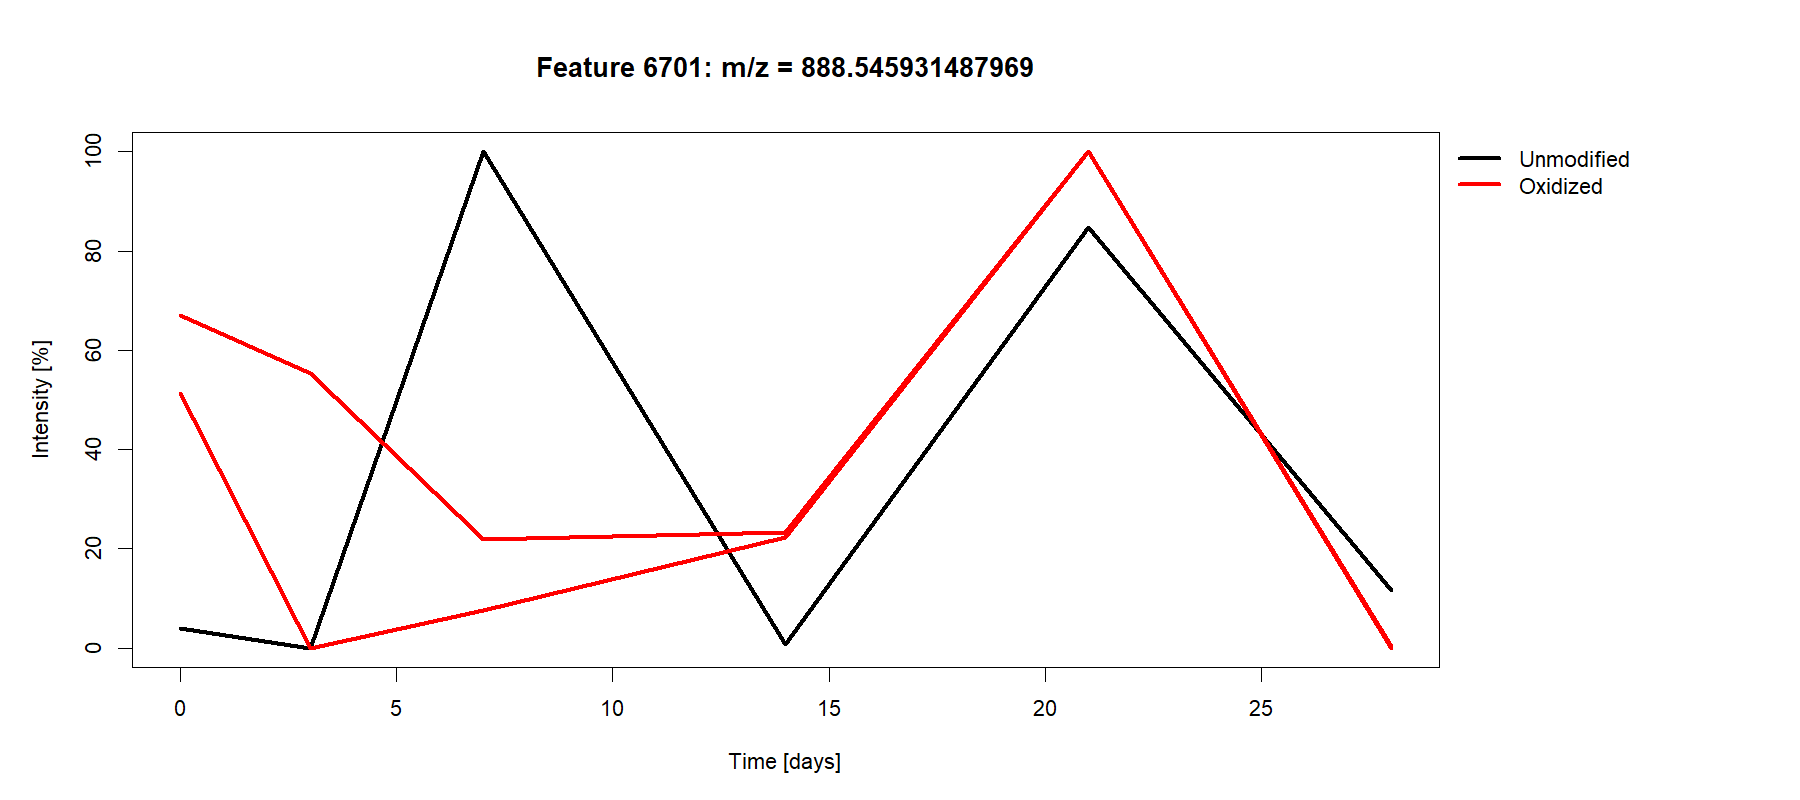 Feature 6701: m/z = 888.545931487969
Unmodified
Oxidized
Intensity [%]
100
80
60
40
20
0
0 5 10 15 20 25
Time [days]